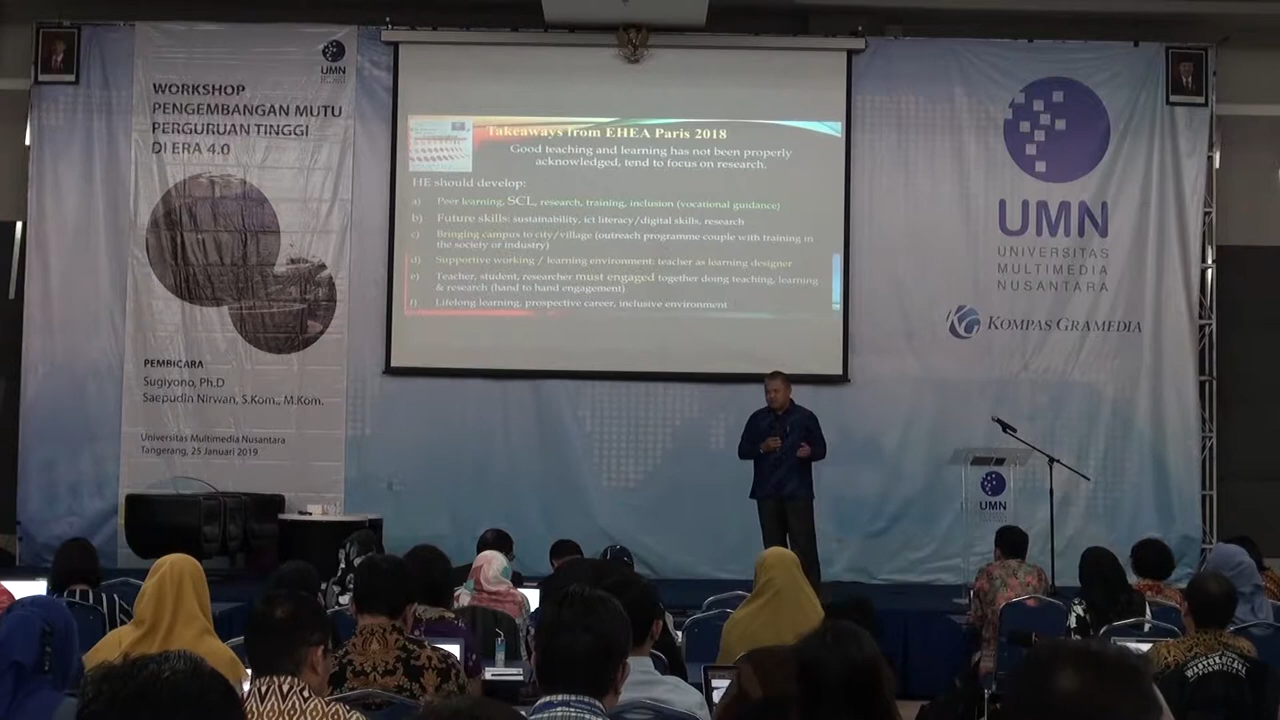 WORKSHOP
PENGEMBANGAN MUTU
PERGURUAN TINGGI
DI ERA 4.0
UMN
PEMBICARA
Sugiyono, Ph.D
Saepudin Nirwan, S.Kom., M.Kom.
Universitas Multimedia Nusantara
Tangerang, 25 Januari 2019
Takeaways from EHEA Paris 2018
Good teaching and learning has not been properly
acknowledged, tend to focus on research.
HE should develop:
a) Peer learning, SCL, research, training, inclusion (vocational guidance)
b) Future skills: sustainability, ict literacy/digital skills, research
c) Bringing campus to city/village (outreach programme couple with training in
the society or industry)
d) Supportive working / learning environment: teacher as learning designer
e) Teacher, student, researcher must engaged together doing teaching, learning
& research (hand to hand engagement)
f) Lifelong learning, prospective career, inclusive environment
UMN
UNIVERSITAS
MULTIMEDIA
NUSANTARA
KG KOMPAS GRAMEDIA
UMN
WASTUKANCANA
PURWAKARTA